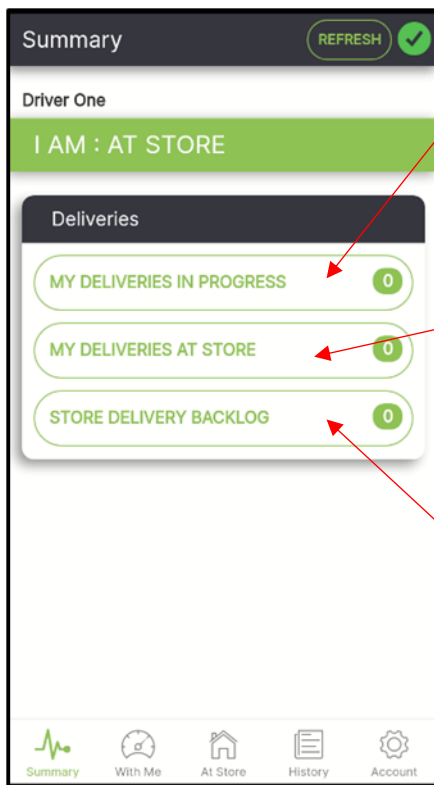 Summary REFRESH
Driver One
I AM : AT STORE
Deliveries
MY DELIVERIES IN PROGRESS 0
MY DELIVERIES AT STORE 0
STORE DELIVERY BACKLOG 0
Summary With Me At Store History Account